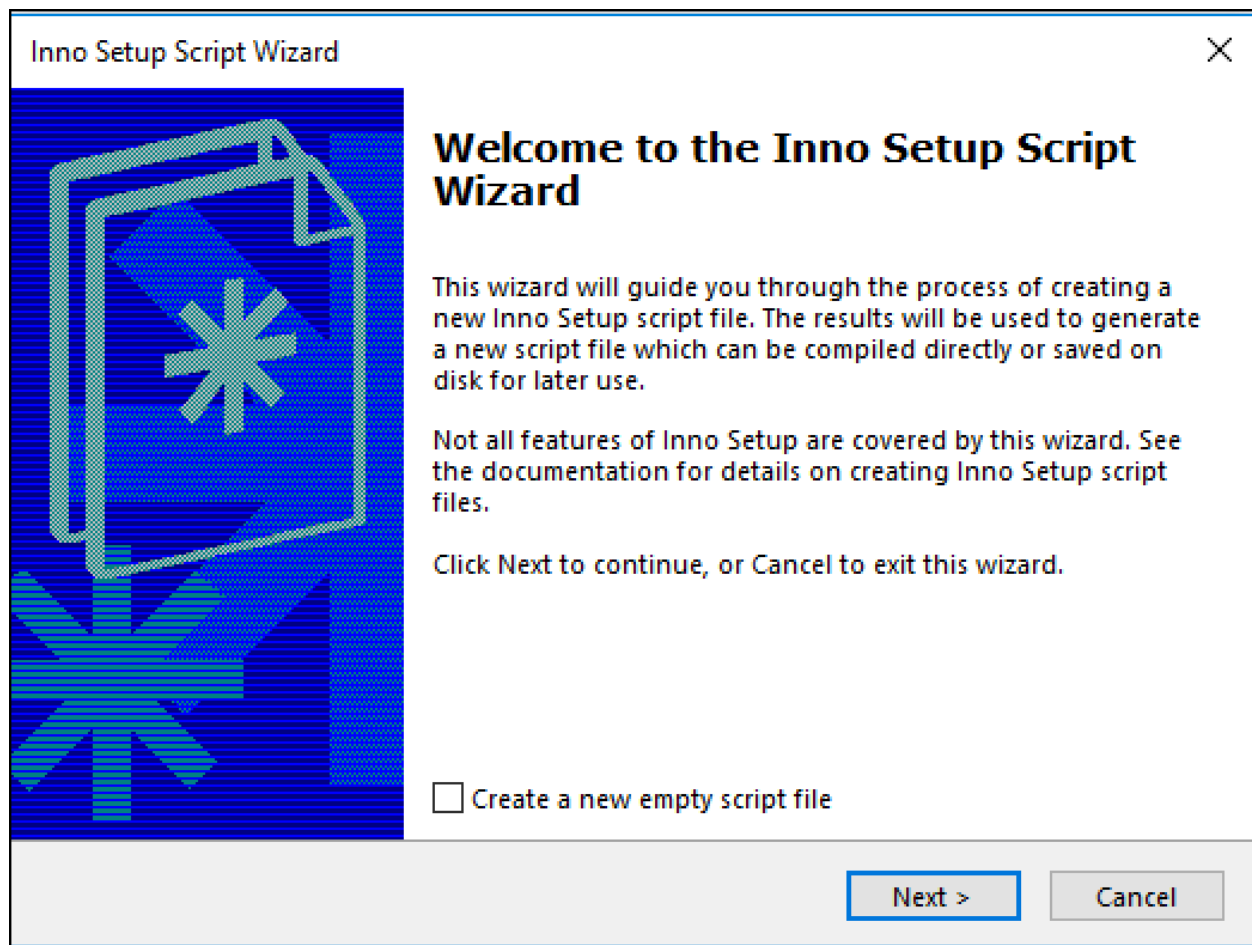 Inno Setup Script Wizard
Welcome to the Inno Setup Script
Wizard
This wizard will guide you through the process of creating a
new Inno Setup script file. The results will be used to generate
a new script file which can be compiled directly or saved on
disk for later use.
Not all features of Inno Setup are covered by this wizard. See
the documentation for details on creating Inno Setup script
files.
Click Next to continue, or Cancel to exit this wizard.
Create a new empty script file
Next >
Cancel